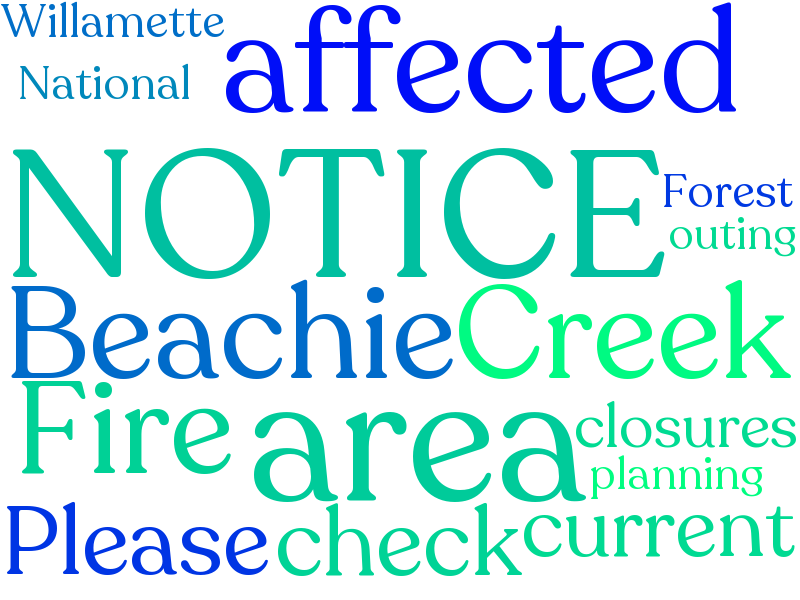 Willamette affected
National
NOTICE
Forest
outing
Beachie Creek
Fire area closures
planning
Please check current